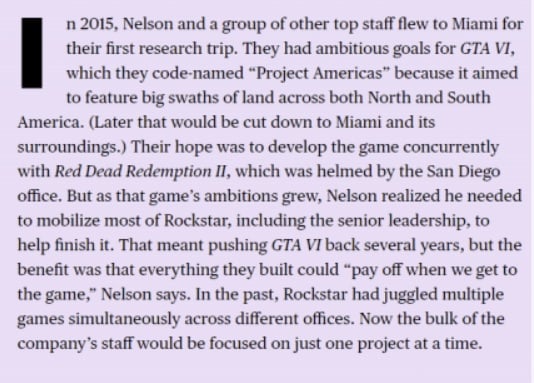 In 2015, Nelson and a group of other top staff flew to Miami for
their first research trip. They had ambitious goals for GTA VI,
which they code-named “Project Americas” because it aimed
to feature big swaths of land across both North and South
America. (Later that would be cut down to Miami and its
surroundings.) Their hope was to develop the game concurrently
with Red Dead Redemption II, which was helmed by the San Diego
office. But as that game’s ambitions grew, Nelson realized he needed
to mobilize most of Rockstar, including the senior leadership, to
help finish it. That meant pushing GTA VI back several years, but the
benefit was that everything they built could “pay off when we get to
the game,” Nelson says. In the past, Rockstar had juggled multiple
games simultaneously across different offices. Now the bulk of the
company’s staff would be focused on just one project at a time.